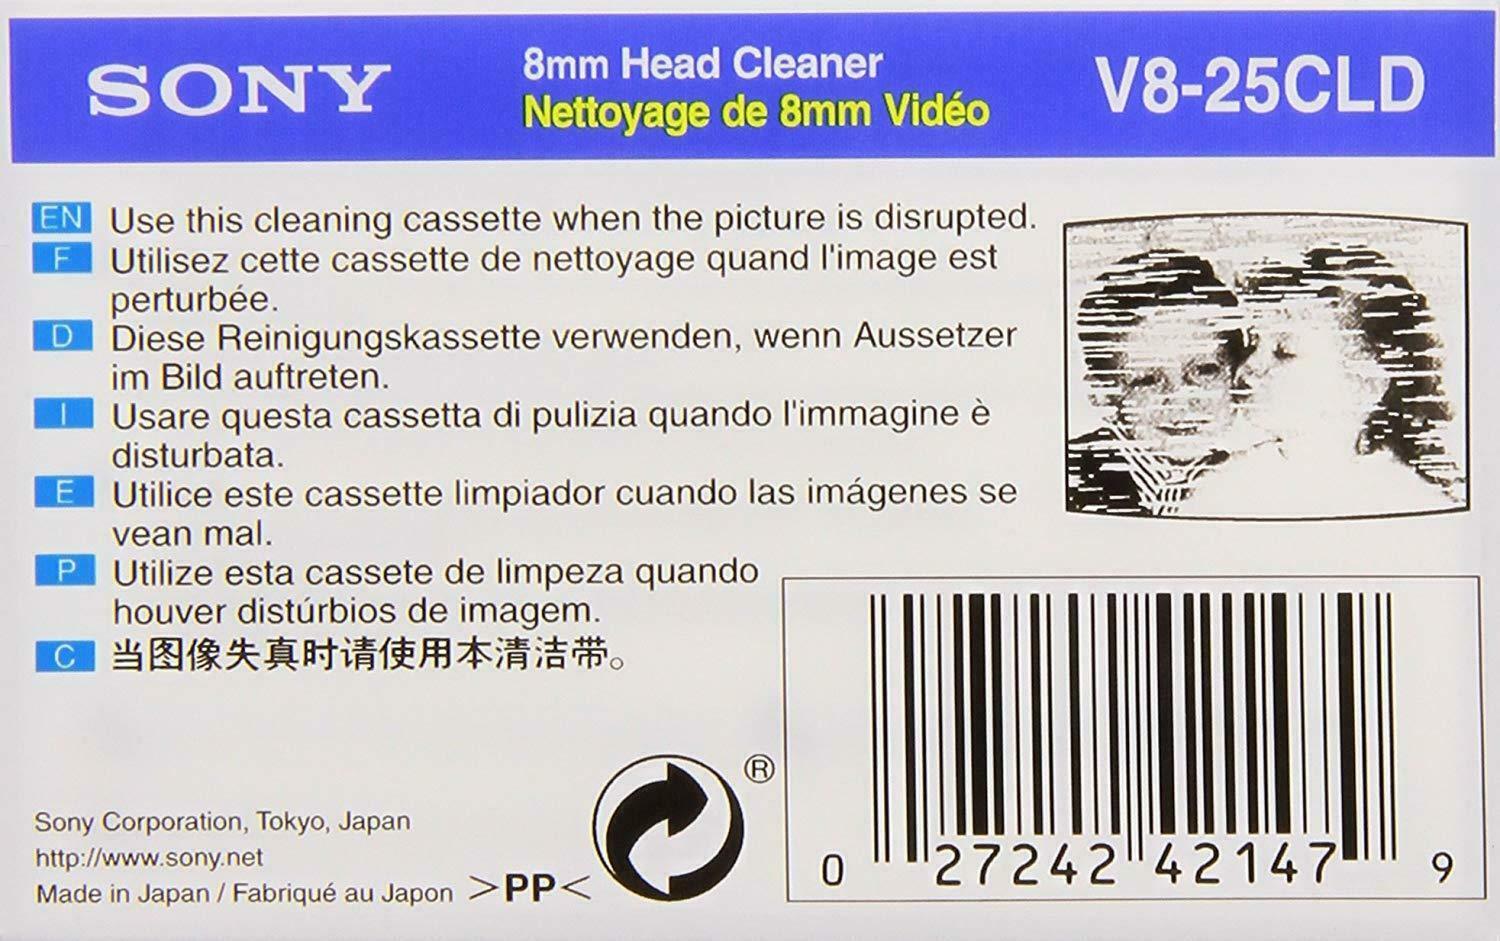 SONY
8mm Head Cleaner
Nettoyage de 8mm Vidéo
V8-25CLD
EN Use this cleaning cassette when the picture is disrupted.
F Utilisez cette cassette de nettoyage quand l'image est
perturbée.
D Diese Reinigungskassette verwenden, wenn Aussetzer
im Bild auftreten.
I Usare questa cassetta di pulizia quando l'immagine è
disturbata.
E Utilice este cassette limpiador cuando las imágenes se
vean mal.
P Utilize esta cassete de limpeza quando
houver distúrbios de imagem.
C 当图像失真时请使用本清洁带。
Sony Corporation, Tokyo, Japan
http://www.sony.net
Made in Japan / Fabriqué au Japon >PP<
®
0 27242 42147 9